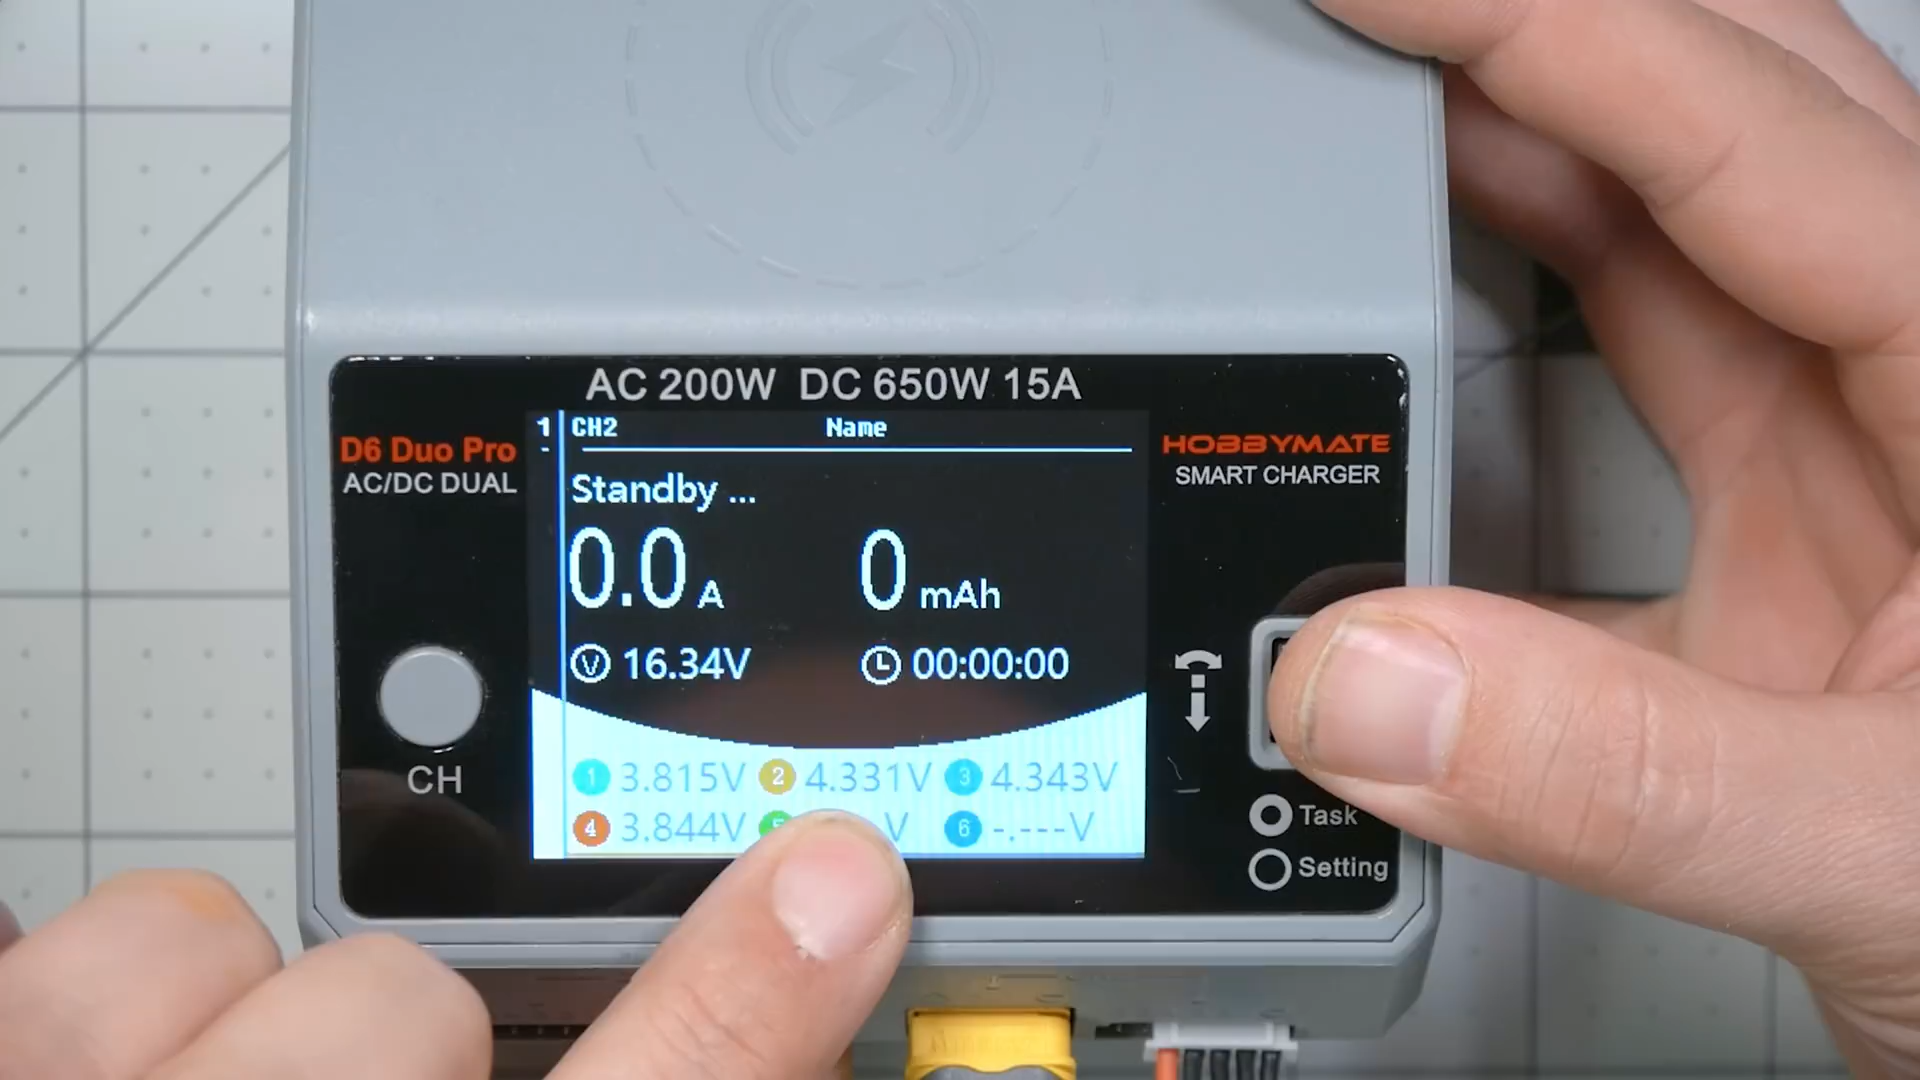 AC 200W DC 650W 15A
D6 Duo Pro
AC/DC DUAL
1 CH2 Name
HOBBYMATE
SMART CHARGER
Standby ...
0.0 A 0 mAh
V 16.34V 00:00:00
1 3.815V 2 4.331V 3 4.343V
4 3.844V 5 V 6 -.---V
CH
Task
Setting